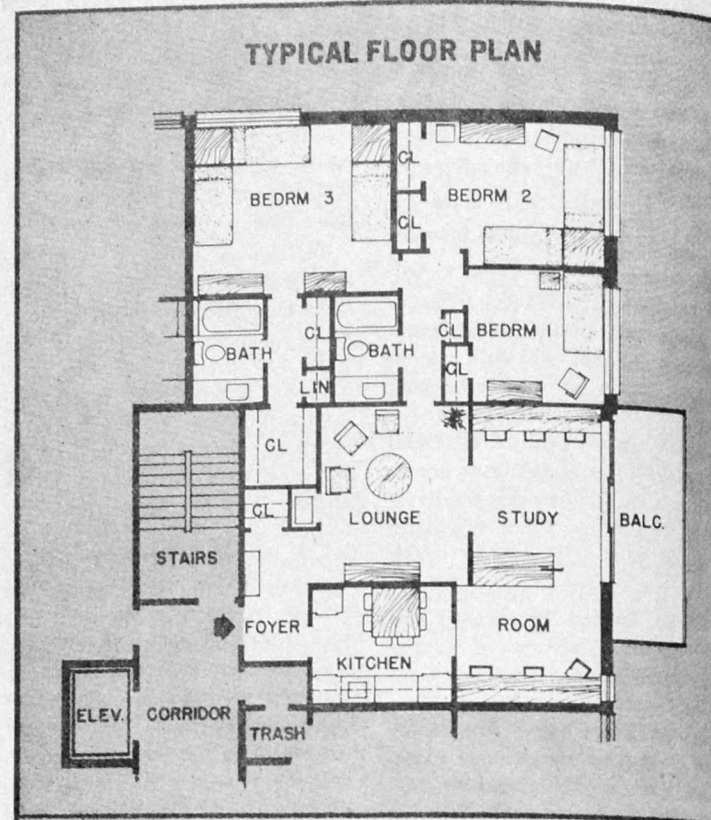 TYPICAL FLOOR PLAN
CL
BEDRM 3
BEDRM 2
CL
CL
CL
BEDRM 1
BATH
BATH
CL
LIN
CL
CL
LOUNGE
STUDY
BALC.
STAIRS
FOYER
ROOM
KITCHEN
ELEV.
CORRIDOR
TRASH